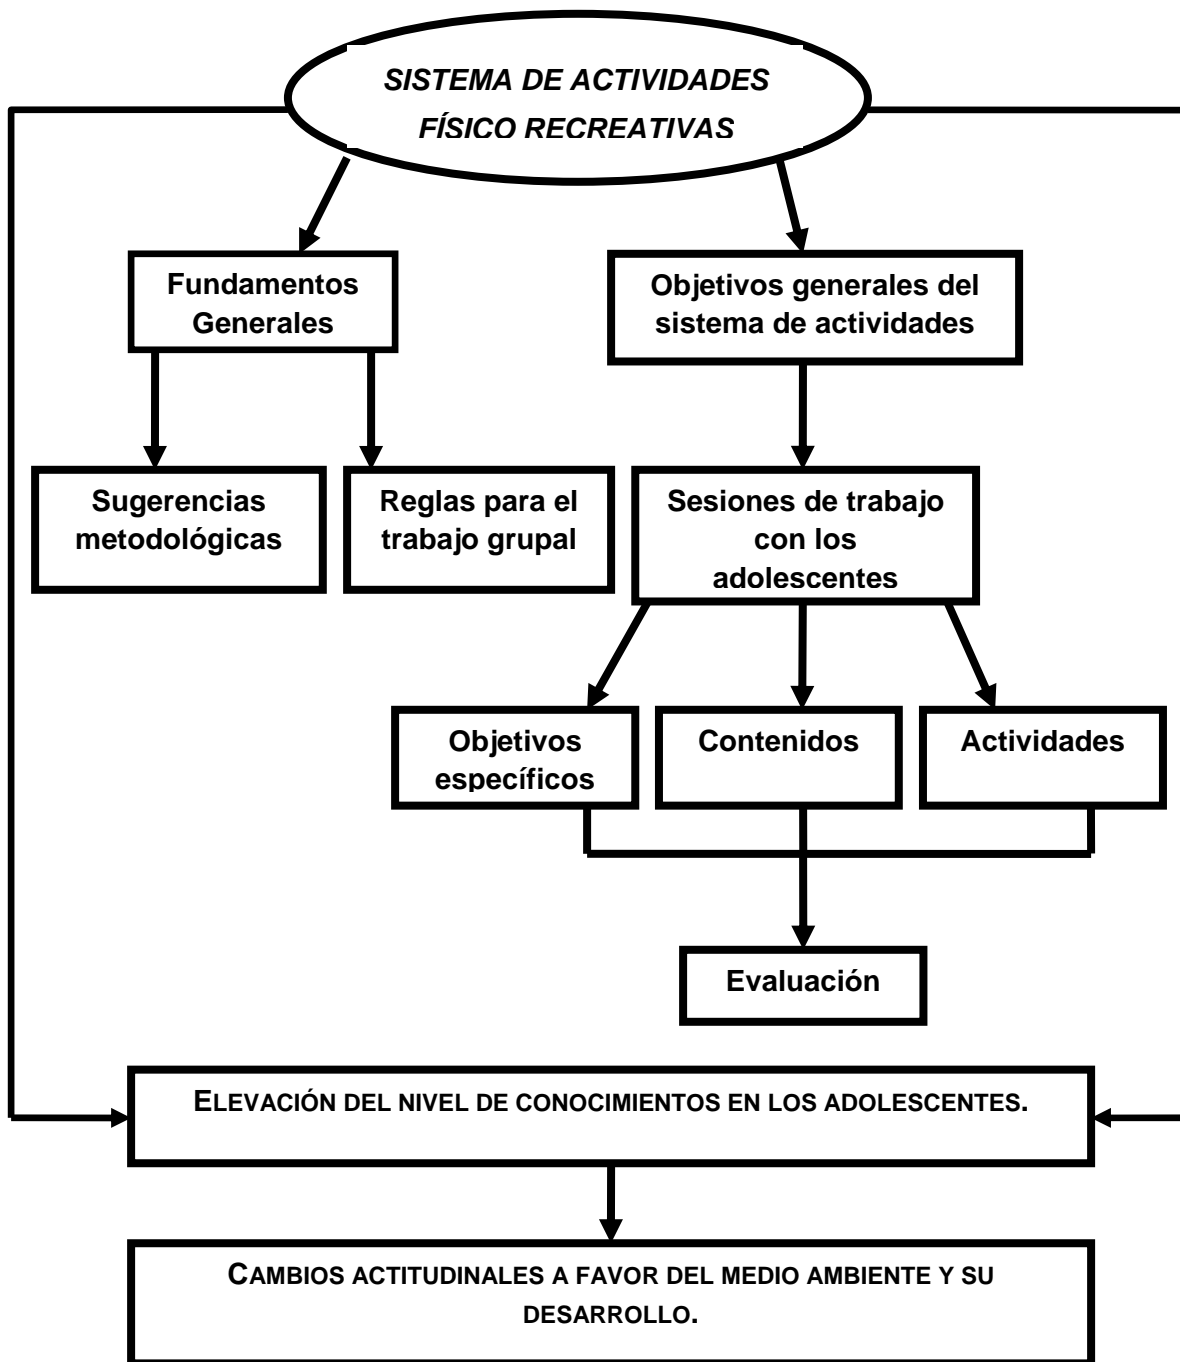 SISTEMA DE ACTIVIDADES
FÍSICO RECREATIVAS
Fundamentos
Generales
Objetivos generales del
sistema de actividades
Sugerencias
metodológicas
Reglas para el
trabajo grupal
Sesiones de trabajo
con los
adolescentes
Objetivos
específicos
Contenidos
Actividades
Evaluación
ELEVACIÓN DEL NIVEL DE CONOCIMIENTOS EN LOS ADOLESCENTES.
CAMBIOS ACTITUDINALES A FAVOR DEL MEDIO AMBIENTE Y SU
DESARROLLO.